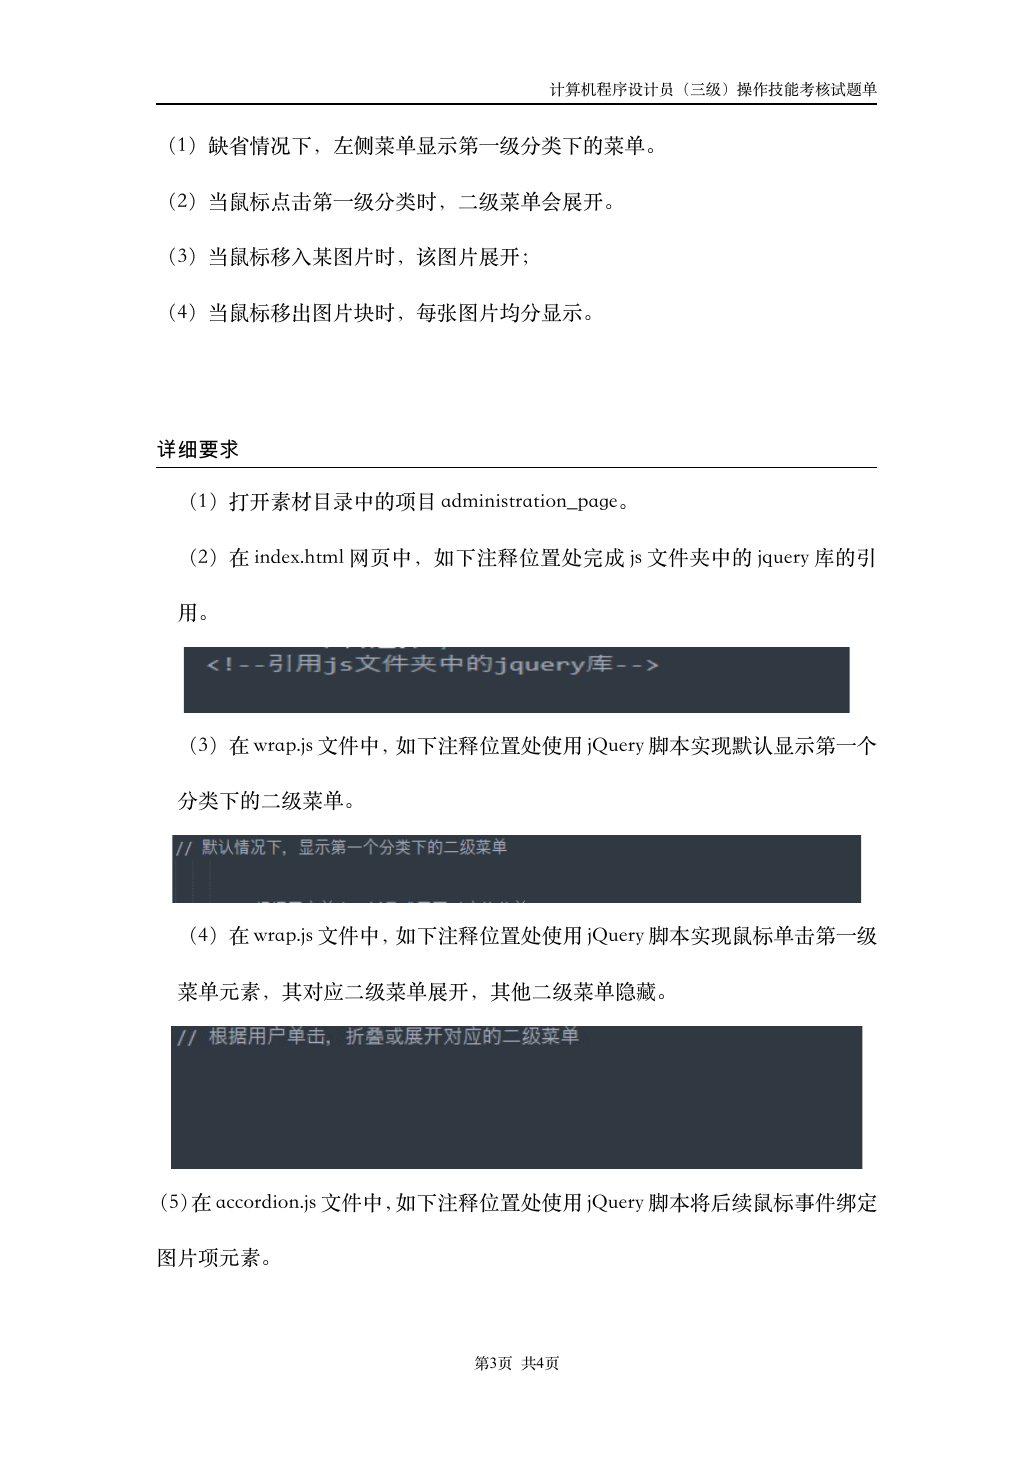 计算机程序设计员（三级）操作技能考核试题单
（1）缺省情况下，左侧菜单显示第一级分类下的菜单。
（2）当鼠标点击第一级分类时，二级菜单会展开。
（3）当鼠标移入某图片时，该图片展开；
（4）当鼠标移出图片块时，每张图片均分显示。
详细要求
（1）打开素材目录中的项目 administration_page。
（2）在 index.html 网页中，如下注释位置处完成 js 文件夹中的 jquery 库的引
用。
<!--引用js文件夹中的jquery库-->
（3）在 wrap.js 文件中，如下注释位置处使用 jQuery 脚本实现默认显示第一个
分类下的二级菜单。
// 默认情况下，显示第一个分类下的二级菜单
（4）在 wrap.js 文件中，如下注释位置处使用 jQuery 脚本实现鼠标单击第一级
菜单元素，其对应二级菜单展开，其他二级菜单隐藏。
// 根据用户单击，折叠或展开对应的二级菜单
（5）在 accordion.js 文件中，如下注释位置处使用 jQuery 脚本将后续鼠标事件绑定
图片项元素。
第3页 共4页